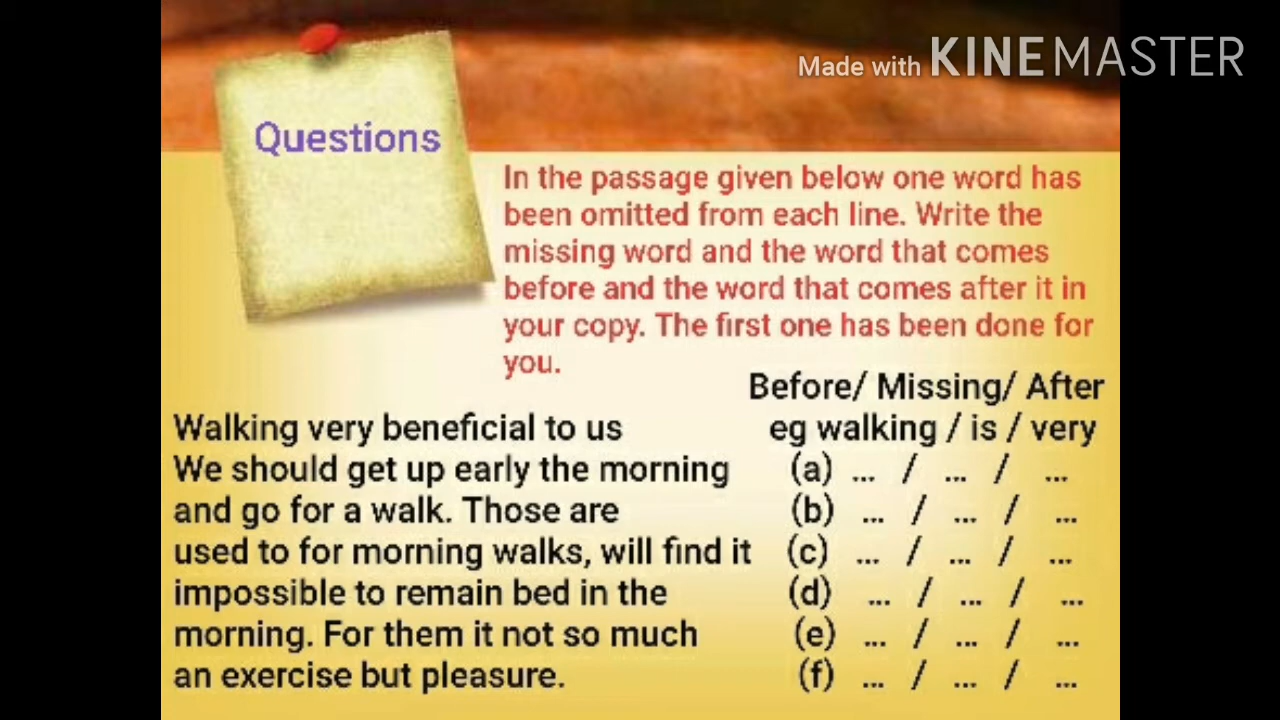 Made with KINEMASTER
Questions
In the passage given below one word has
been omitted from each line. Write the
missing word and the word that comes
before and the word that comes after it in
your copy. The first one has been done for
you.
Before/ Missing/ After
Walking very beneficial to us eg walking / is / very
We should get up early the morning (a) ... / ... / ...
and go for a walk. Those are (b) ... / ... / ...
used to for morning walks, will find it (c) ... / ... / ...
impossible to remain bed in the (d) ... / ... / ...
morning. For them it not so much (e) ... / ... / ...
an exercise but pleasure. (f) ... / ... / ...